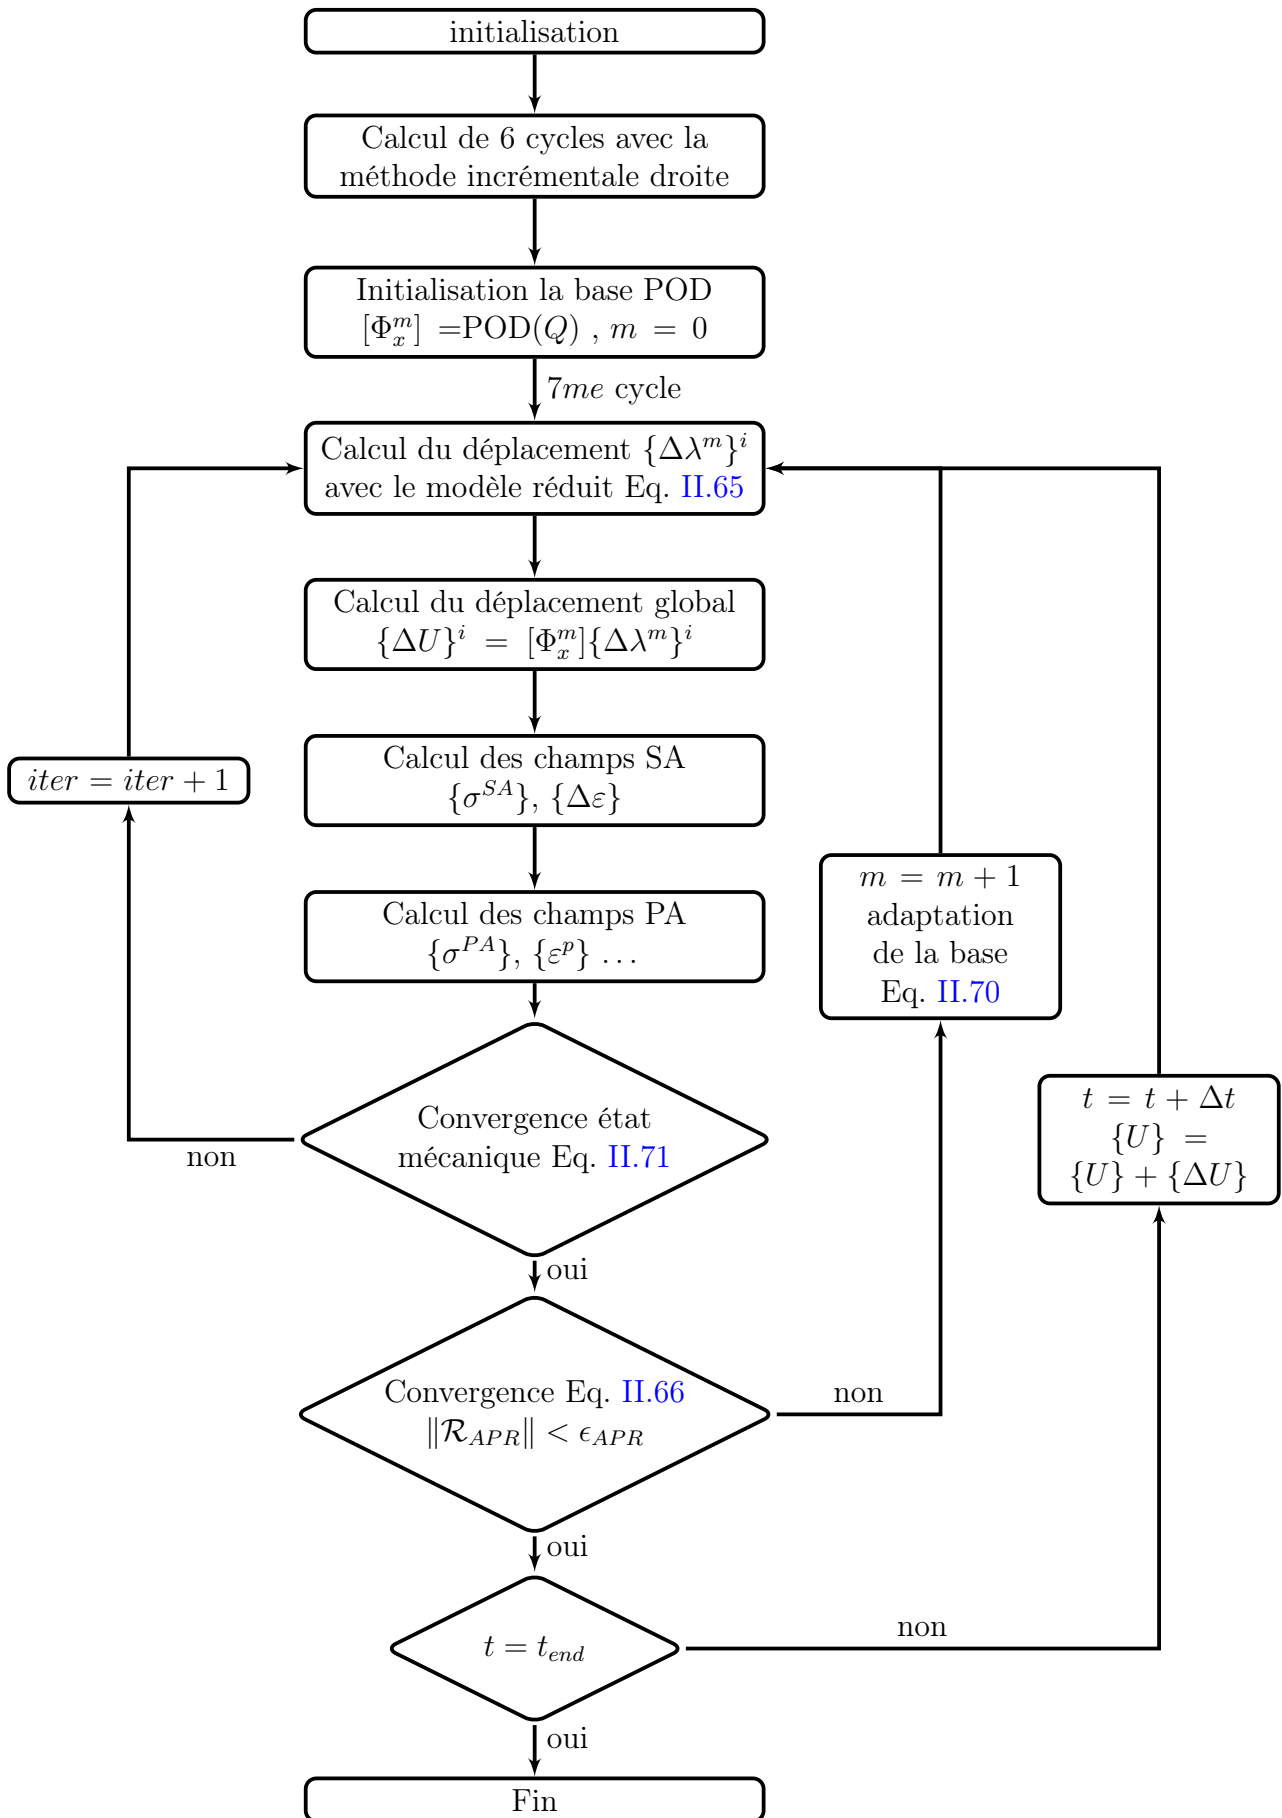 initialisation
Calcul de 6 cycles avec la
méthode incrémentale droite
Initialisation la base POD
[Φ_x^m] =POD(Q) , m = 0
7me cycle
Calcul du déplacement {Δλ^m}^i
avec le modèle réduit Eq. II.65
Calcul du déplacement global
{ΔU}^i = [Φ_x^m]{Δλ^m}^i
Calcul des champs SA
{σ^SA}, {Δε}
iter = iter + 1
Calcul des champs PA
{σ^PA}, {ε^p} …
m = m + 1
adaptation
de la base
Eq. II.70
Convergence état
mécanique Eq. II.71
non
t = t + Δt
{U} =
{U} + {ΔU}
oui
Convergence Eq. II.66
‖R_APR‖ < ϵ_APR
non
oui
t = t_end
non
oui
Fin